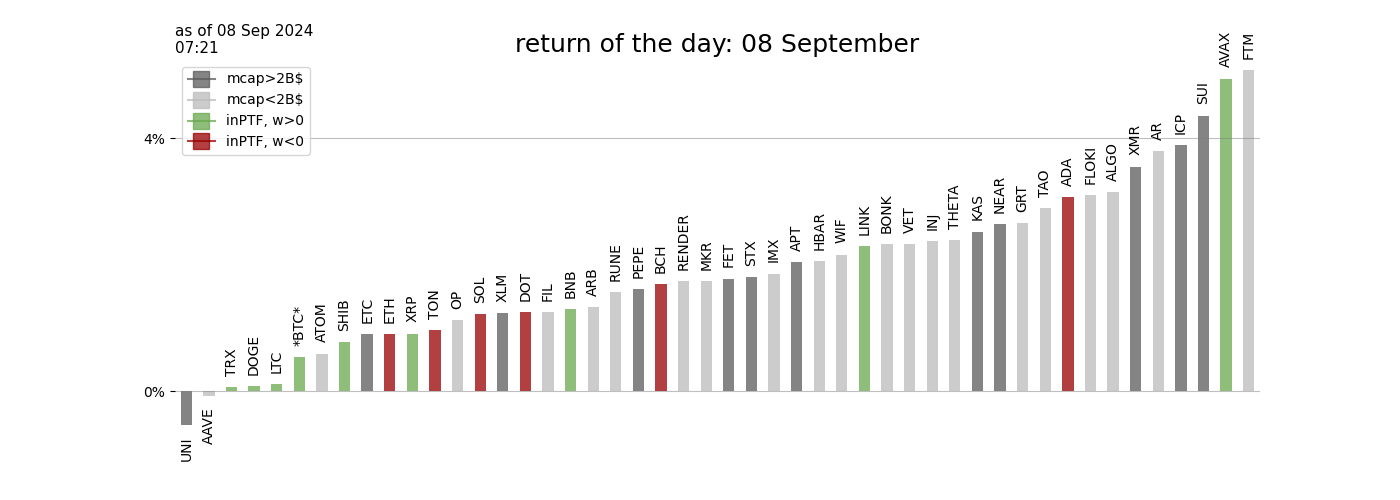 as of 08 Sep 2024
07:21
return of the day: 08 September
mcap>2B$
mcap<2B$
inPTF, w>0
inPTF, w<0
4%
0%
UNI
AAVE
TRX
DOGE
LTC
*BTC*
ATOM
SHIB
ETC
ETH
XRP
TON
OP
SOL
XLM
DOT
FIL
BNB
ARB
RUNE
PEPE
BCH
RENDER
MKR
FET
STX
IMX
APT
HBAR
WIF
LINK
BONK
VET
INJ
THETA
KAS
NEAR
GRT
TAO
ADA
FLOKI
ALGO
XMR
AR
ICP
SUI
AVAX
FTM